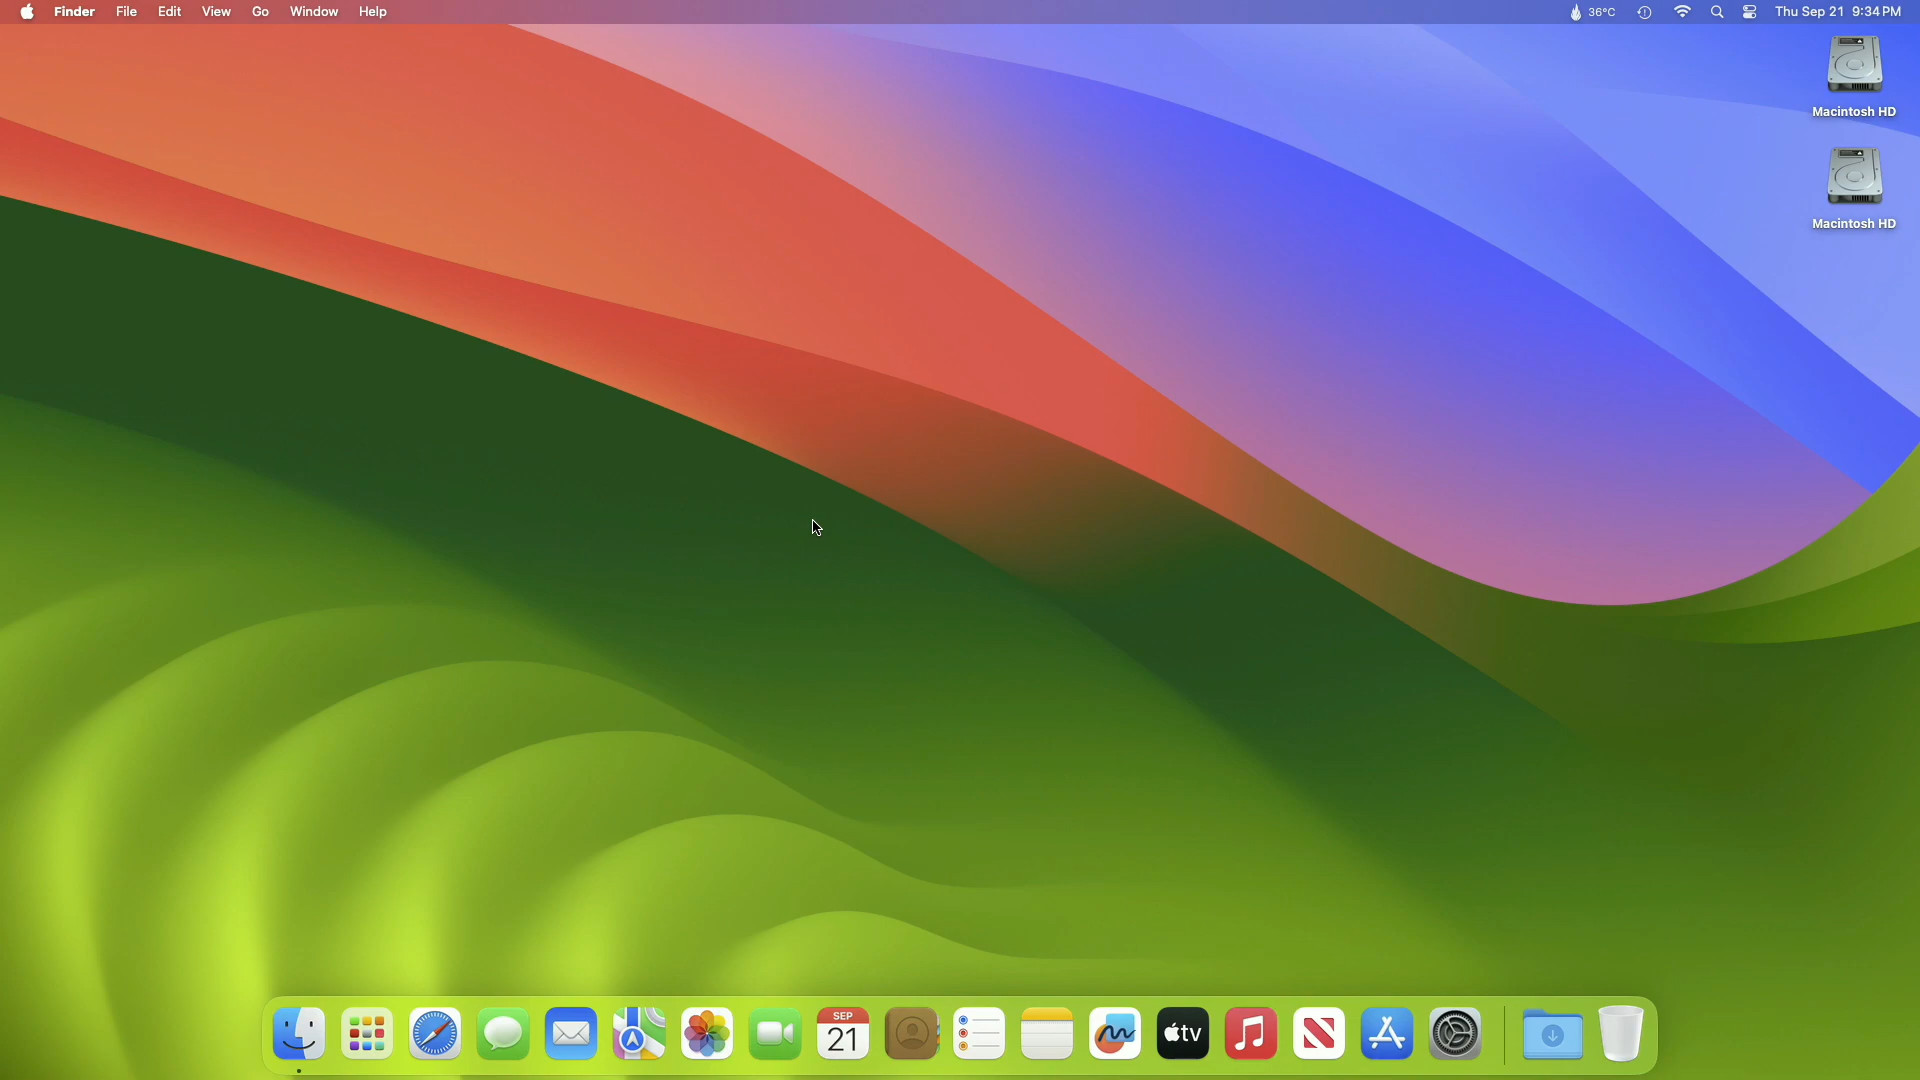 Finder File Edit View Go Window Help 36°C Thu Sep 21 9:34 PM
Macintosh HD
Macintosh HD
SEP
21
tv